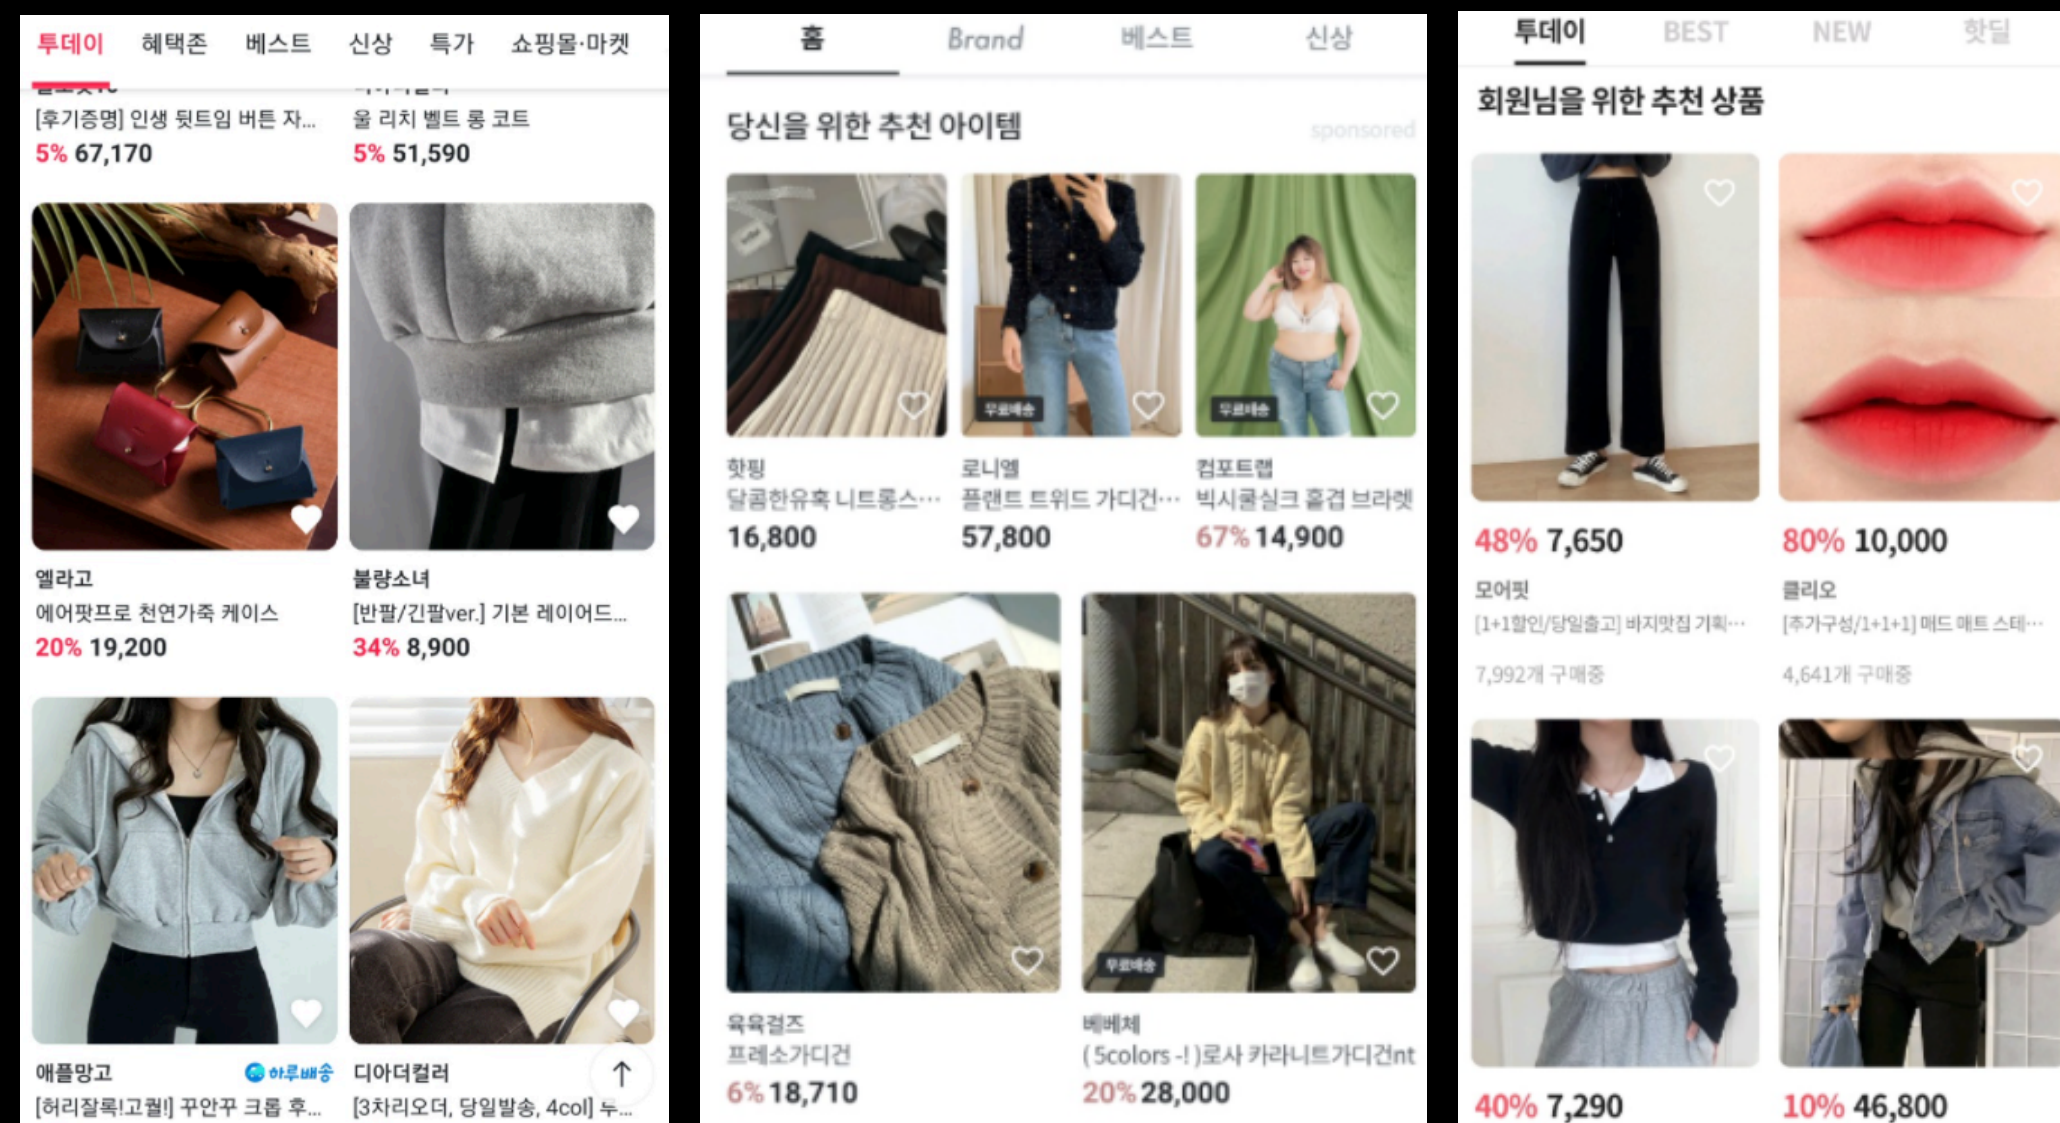 투데이 혜택존 베스트 신상 특가 쇼핑몰·마켓
[후기증명] 인생 뒷트임 버튼 자...
5% 67,170
울 리치 벨트 롱 코트
5% 51,590
엘라고
에어팟프로 천연가죽 케이스
20% 19,200
불량소녀
[반팔/긴팔ver.] 기본 레이어드...
34% 8,900
애플망고
하루배송
[허리잘록!고퀄!] 꾸안꾸 크롭 후...
디아더컬러
[3차리오더, 당일발송, 4col] 루...
홈 Brand 베스트 신상
당신을 위한 추천 아이템
sponsored
핫핑
달콤한유혹 니트롱스···
16,800
무료배송
로니엘
플랜트 트위드 가디건···
57,800
무료배송
컴포트랩
빅시쿨실크 홑겹 브라렛
67% 14,900
육육걸즈
프레소가디건
6% 18,710
무료배송
베베체
( 5colors -! )로사 카라니트가디건nt
20% 28,000
투데이 BEST NEW 핫딜
회원님을 위한 추천 상품
48% 7,650
모어핏
[1+1할인/당일출고] 바지맛집 기획···
7,992개 구매중
80% 10,000
클리오
[추가구성/1+1+1] 매드 매트 스테···
4,641개 구매중
40% 7,290
10% 46,800